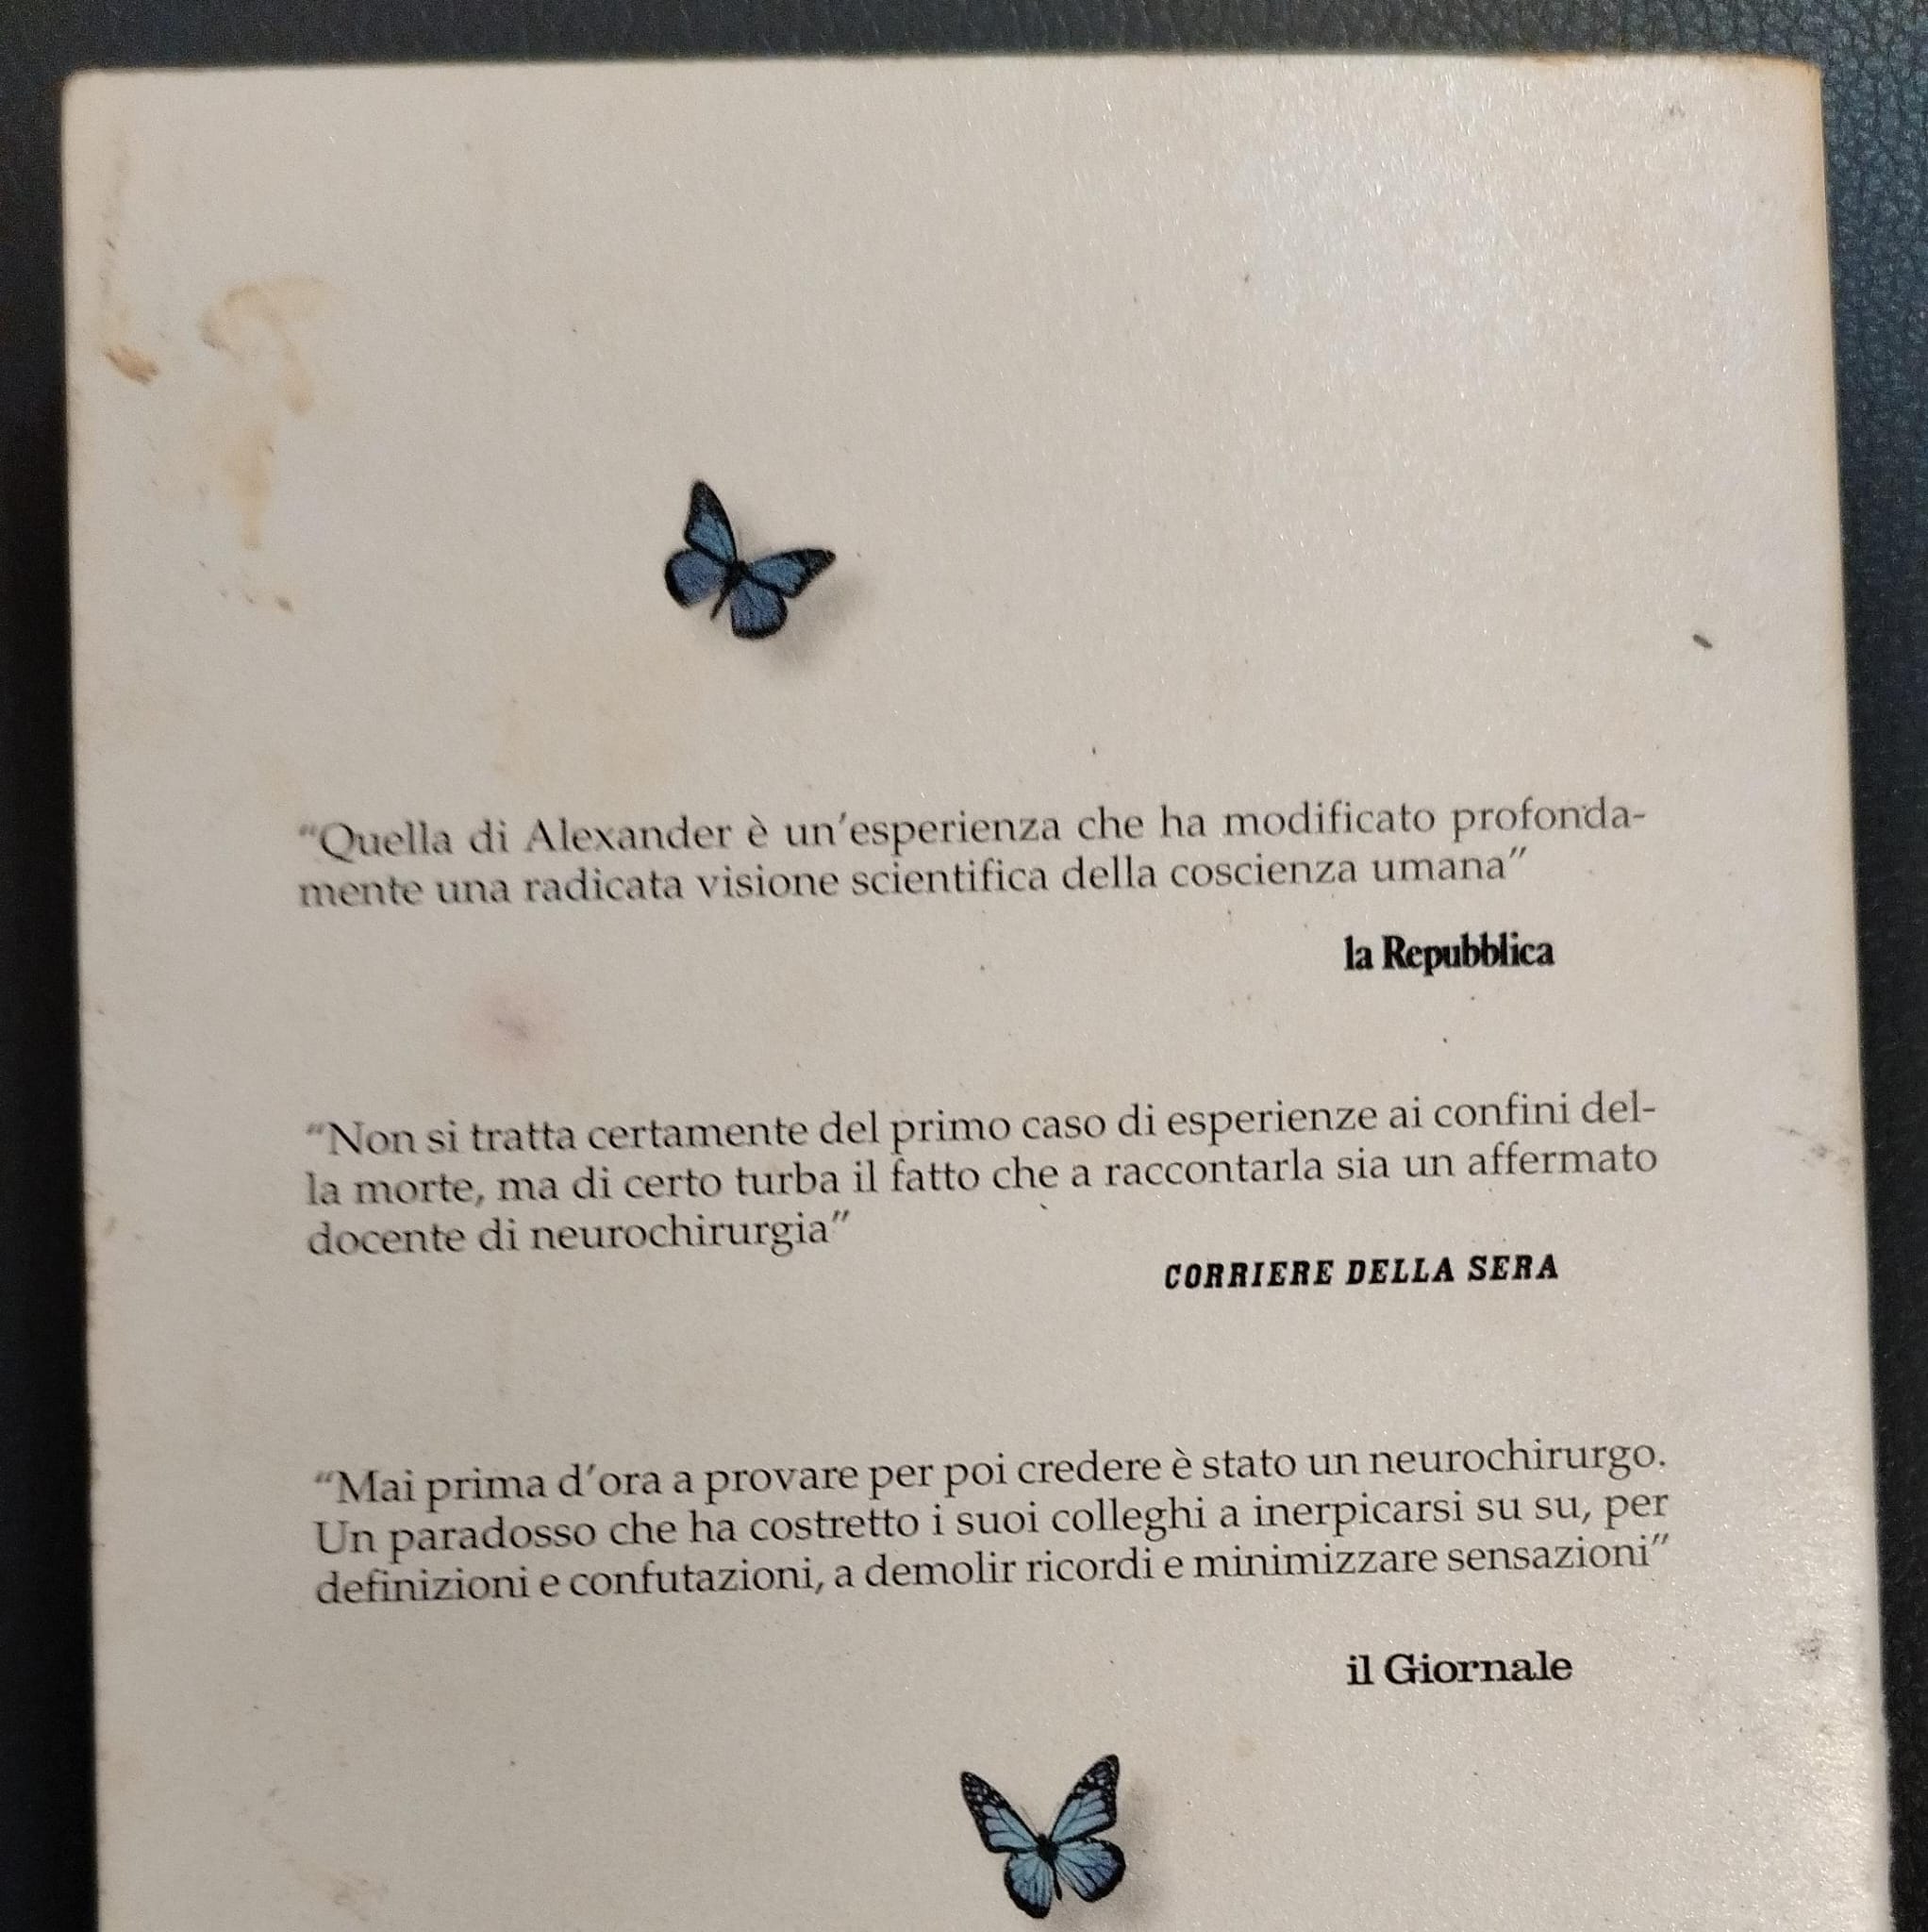 “Quella di Alexander è un’esperienza che ha modificato profonda-
mente una radicata visione scientifica della coscienza umana”
la Repubblica
“Non si tratta certamente del primo caso di esperienze ai confini del-
la morte, ma di certo turba il fatto che a raccontarla sia un affermato
docente di neurochirurgia”
CORRIERE DELLA SERA
“Mai prima d’ora a provare per poi credere è stato un neurochirurgo.
Un paradosso che ha costretto i suoi colleghi a inerpicarsi su su, per
definizioni e confutazioni, a demolir ricordi e minimizzare sensazioni”
il Giornale